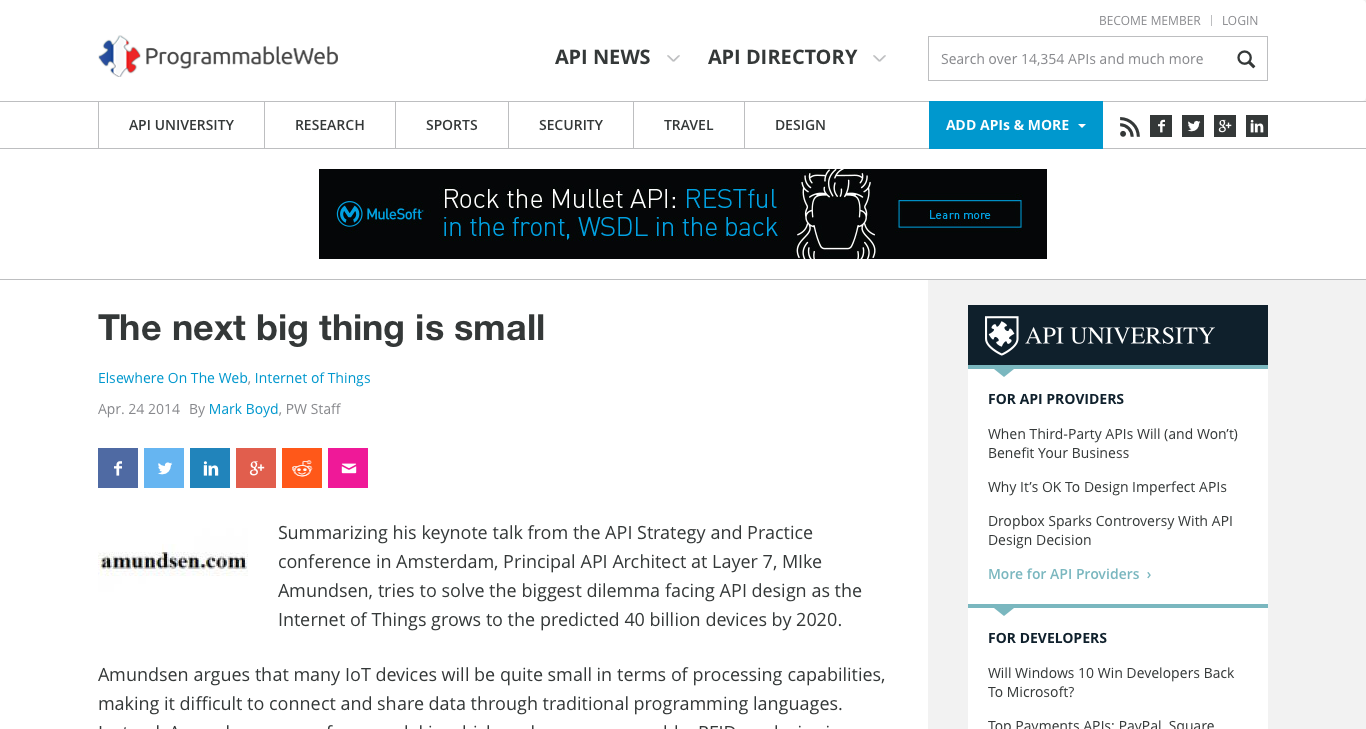 BECOME MEMBER | LOGIN
ProgrammableWeb
API NEWS
API DIRECTORY
Search over 14,354 APIs and much more
API UNIVERSITY
RESEARCH
SPORTS
SECURITY
TRAVEL
DESIGN
ADD APIs & MORE
MuleSoft
Rock the Mullet API: RESTful
in the front, WSDL in the back
Learn more
The next big thing is small
Elsewhere On The Web, Internet of Things
Apr. 24 2014 By Mark Boyd, PW Staff
amundsen.com
Summarizing his keynote talk from the API Strategy and Practice
conference in Amsterdam, Principal API Architect at Layer 7, MIke
Amundsen, tries to solve the biggest dilemma facing API design as the
Internet of Things grows to the predicted 40 billion devices by 2020.
Amundsen argues that many IoT devices will be quite small in terms of processing capabilities,
making it difficult to connect and share data through traditional programming languages.
API UNIVERSITY
FOR API PROVIDERS
When Third-Party APIs Will (and Won’t)
Benefit Your Business
Why It’s OK To Design Imperfect APIs
Dropbox Sparks Controversy With API
Design Decision
More for API Providers ›
FOR DEVELOPERS
Will Windows 10 Win Developers Back
To Microsoft?
Top Payments APIs: PayPal, Square